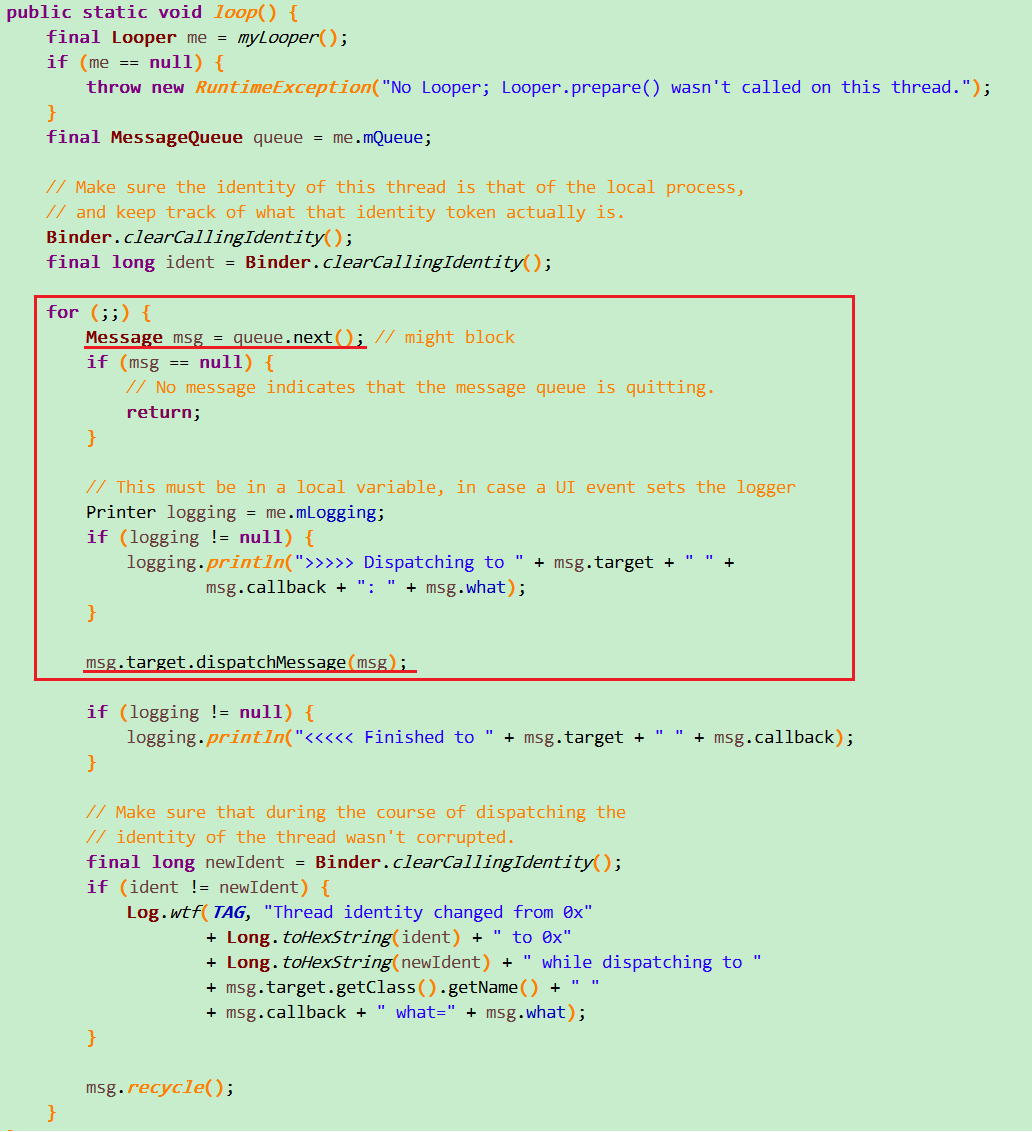 public static void loop() {
    final Looper me = myLooper();
    if (me == null) {
        throw new RuntimeException("No Looper; Looper.prepare() wasn't called on this thread.");
    }
    final MessageQueue queue = me.mQueue;

    // Make sure the identity of this thread is that of the local process,
    // and keep track of what that identity token actually is.
    Binder.clearCallingIdentity();
    final long ident = Binder.clearCallingIdentity();

    for (;;) {
        Message msg = queue.next(); // might block
        if (msg == null) {
            // No message indicates that the message queue is quitting.
            return;
        }

        // This must be in a local variable, in case a UI event sets the logger
        Printer logging = me.mLogging;
        if (logging != null) {
            logging.println(">>>>> Dispatching to " + msg.target + " " +
                    msg.callback + ": " + msg.what);
        }

        msg.target.dispatchMessage(msg);

        if (logging != null) {
            logging.println("<<<<< Finished to " + msg.target + " " + msg.callback);
        }

        // Make sure that during the course of dispatching the
        // identity of the thread wasn't corrupted.
        final long newIdent = Binder.clearCallingIdentity();
        if (ident != newIdent) {
            Log.wtf(TAG, "Thread identity changed from 0x"
                    + Long.toHexString(ident) + " to 0x"
                    + Long.toHexString(newIdent) + " while dispatching to "
                    + msg.target.getClass().getName() + " "
                    + msg.callback + " what=" + msg.what);
        }

        msg.recycle();
    }